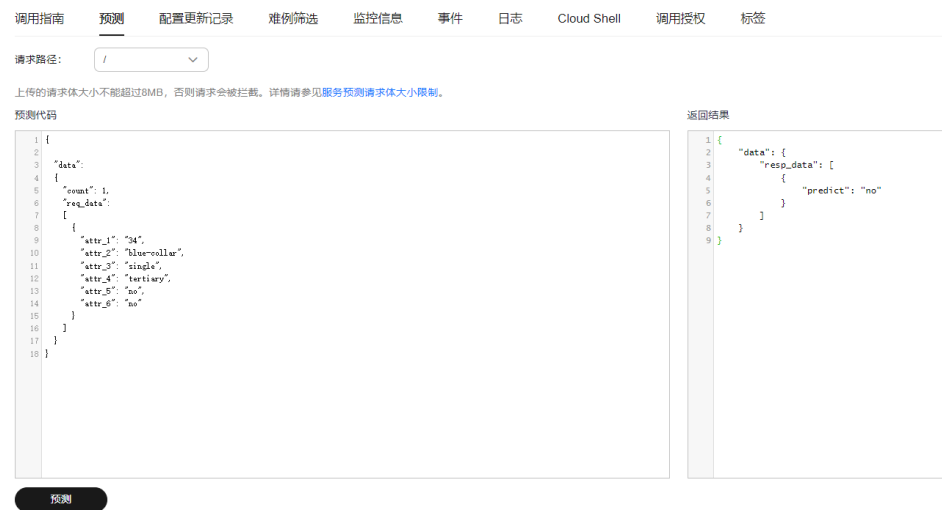 调用指南 预测 配置更新记录 难例筛选 监控信息 事件 日志 Cloud Shell 调用授权 标签
请求路径： /
上传的请求体大小不能超过8MB，否则请求会被拦截。详情请参见服务预测请求体大小限制。
预测代码
1 {
2
3 "data":
4 {
5 "count": 1,
6 "req_data":
7 [
8 {
9 "attr_1": "34",
10 "attr_2": "blue-collar",
11 "attr_3": "single",
12 "attr_4": "tertiary",
13 "attr_5": "no",
14 "attr_6": "no"
15 }
16 ]
17 }
18 }
返回结果
1 {
2 "data": {
3 "resp_data": [
4 {
5 "predict": "no"
6 }
7 ]
8 }
9 }
预测